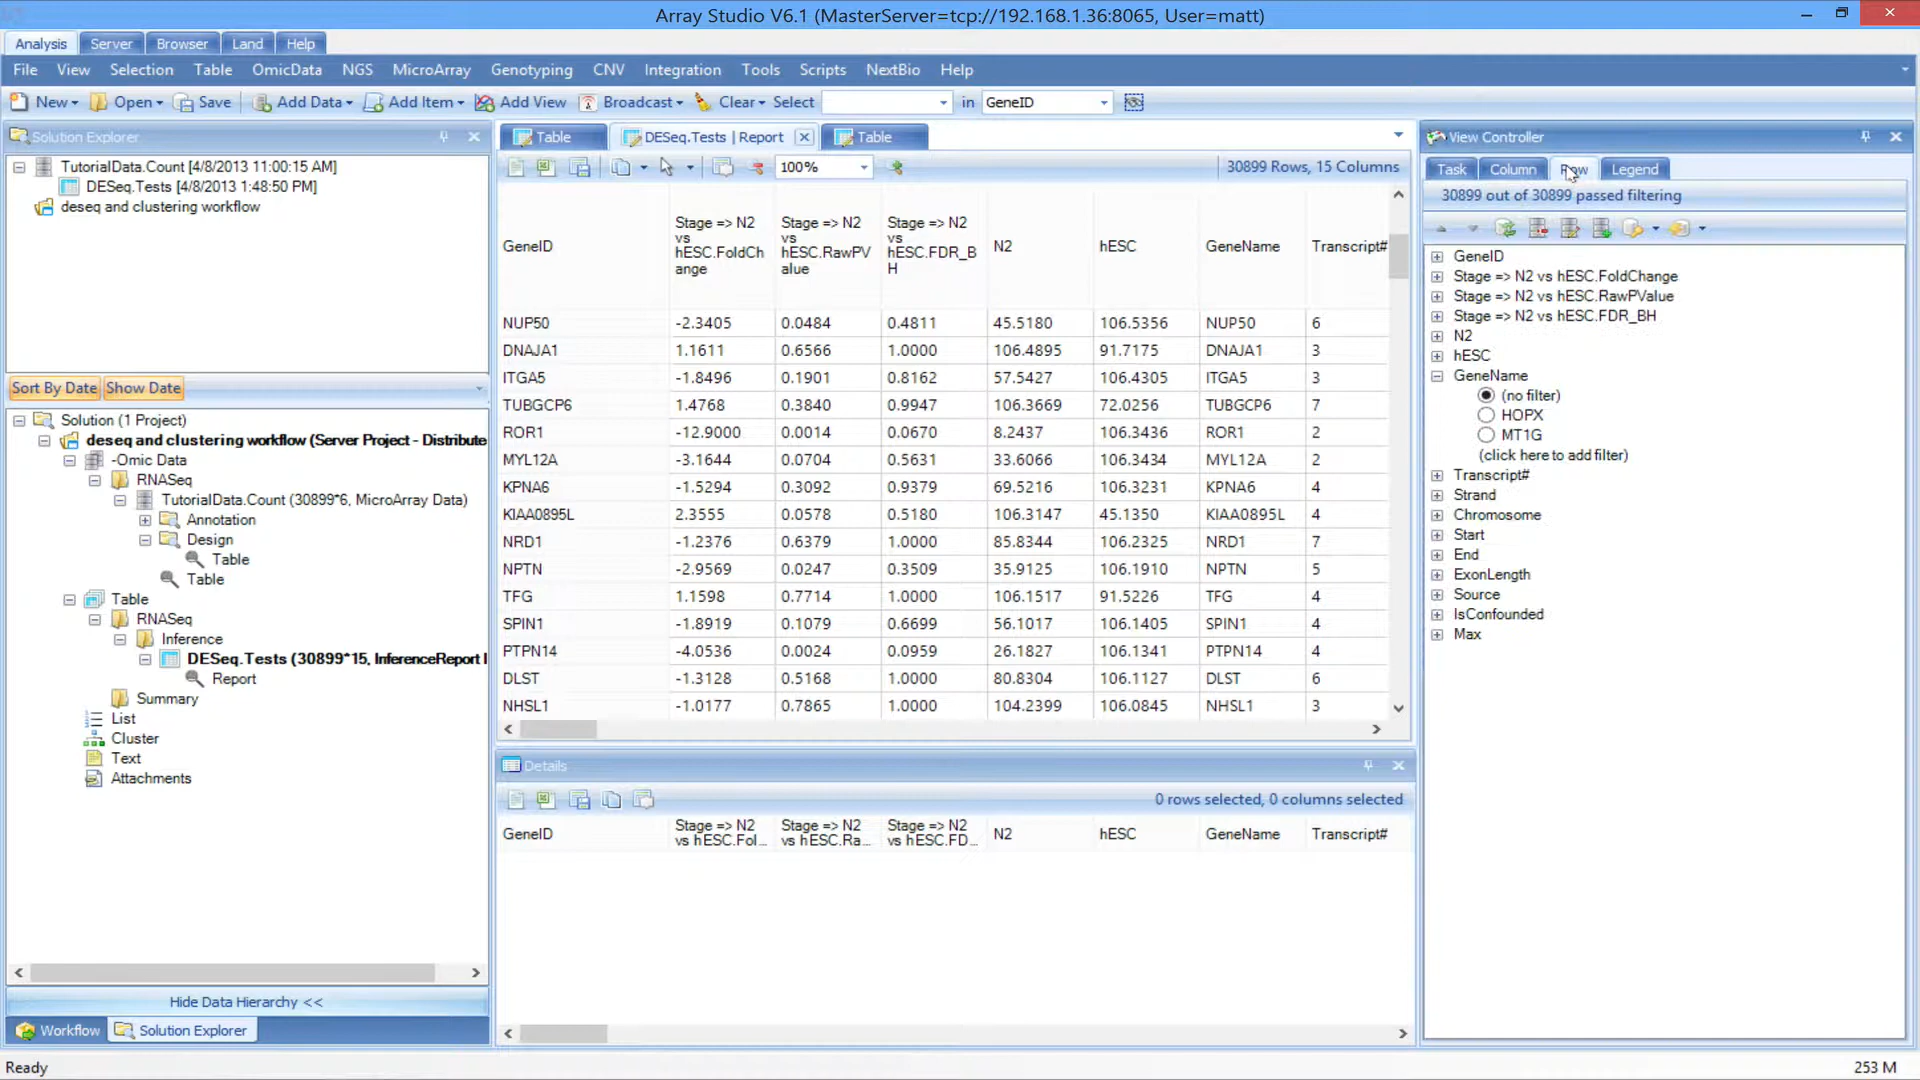 Array Studio V6.1 (MasterServer=tcp://192.168.1.36:8065, User=matt)
Analysis Server Browser Land Help
File View Selection Table OmicData NGS MicroArray Genotyping CNV Integration Tools Scripts NextBio Help
New Open Save Add Data Add Item Add View Broadcast Clear Select in GeneID
Solution Explorer
TutorialData.Count [4/8/2013 11:00:15 AM]
DESeq.Tests [4/8/2013 1:48:50 PM]
deseq and clustering workflow
Sort By Date Show Date
Solution (1 Project)
deseq and clustering workflow (Server Project - Distribute
-Omic Data
RNASeq
TutorialData.Count (30899*6, MicroArray Data)
Annotation
Design
Table
Table
Table
RNASeq
Inference
DESeq.Tests (30899*15, InferenceReport
Report
Summary
List
Cluster
Text
Attachments
Hide Data Hierarchy <<
Workflow Solution Explorer
Ready
Table DESeq.Tests | Report Table
100% 30899 Rows, 15 Columns
GeneID Stage => N2 vs hESC.FoldChange Stage => N2 vs hESC.RawPValue Stage => N2 vs hESC.FDR_BH N2 hESC GeneName Transcript#
NUP50 -2.3405 0.0484 0.4811 45.5180 106.5356 NUP50 6
DNAJA1 1.1611 0.6566 1.0000 106.4895 91.7175 DNAJA1 3
ITGA5 -1.8496 0.1901 0.8162 57.5427 106.4305 ITGA5 3
TUBGCP6 1.4768 0.3840 0.9947 106.3669 72.0256 TUBGCP6 7
ROR1 -12.9000 0.0014 0.0670 8.2437 106.3436 ROR1 2
MYL12A -3.1644 0.0704 0.5631 33.6066 106.3434 MYL12A 2
KPNA6 -1.5294 0.3092 0.9379 69.5216 106.3231 KPNA6 4
KIAA0895L 2.3555 0.0578 0.5180 106.3147 45.1350 KIAA0895L 4
NRD1 -1.2376 0.6379 1.0000 85.8344 106.2325 NRD1 7
NPTN -2.9569 0.0247 0.3509 35.9125 106.1910 NPTN 5
TFG 1.1598 0.7714 1.0000 106.1517 91.5226 TFG 4
SPIN1 -1.8919 0.1079 0.6699 56.1017 106.1405 SPIN1 4
PTPN14 -4.0536 0.0024 0.0959 26.1827 106.1341 PTPN14 4
DLST -1.3128 0.5168 1.0000 80.8304 106.1127 DLST 6
NHSL1 -1.0177 0.7865 1.0000 104.2399 106.0845 NHSL1 3
Details
0 rows selected, 0 columns selected
GeneID Stage => N2 vs hESC.Fol... Stage => N2 vs hESC.Ra... Stage => N2 vs hESC.FD... N2 hESC GeneName Transcript#
View Controller
Task Column Row Legend
30899 out of 30899 passed filtering
GeneID
Stage => N2 vs hESC.FoldChange
Stage => N2 vs hESC.RawPValue
Stage => N2 vs hESC.FDR_BH
N2
hESC
GeneName
(no filter)
HOPX
MT1G
(click here to add filter)
Transcript#
Strand
Chromosome
Start
End
ExonLength
Source
IsConfounded
Max
253 M